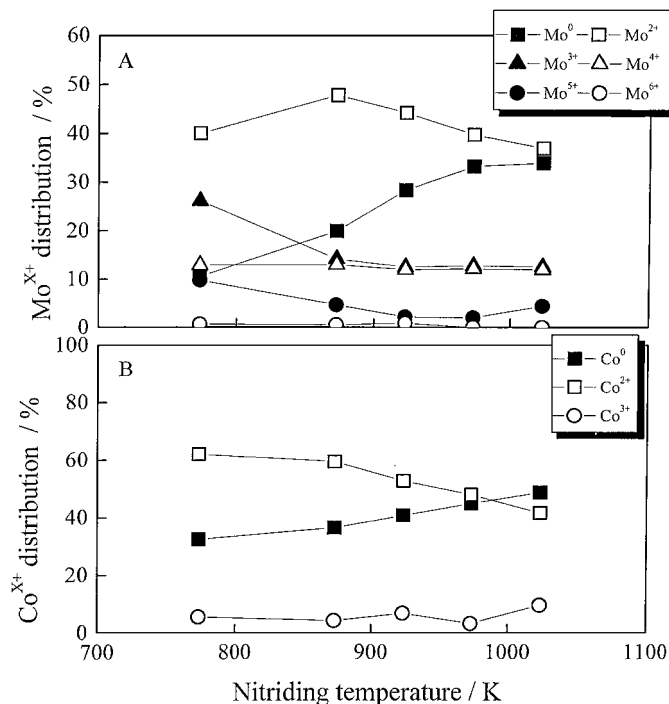 60
50
40
30
20
10
0
A
Mo^X+ distribution / %
Mo^0 Mo^2+
Mo^3+ Mo^4+
Mo^5+ Mo^6+
100
80
60
40
20
0
B
Co^X+ distribution / %
Co^0
Co^2+
Co^3+
700 800 900 1000 1100
Nitriding temperature / K